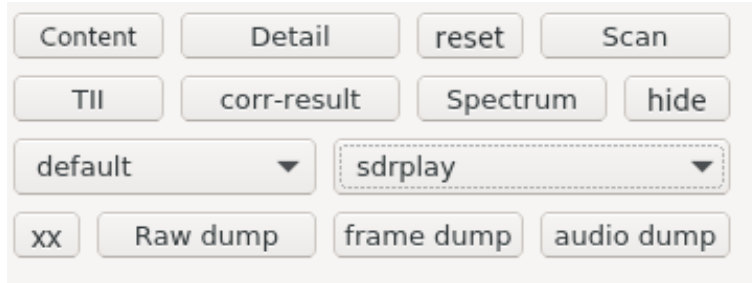 Content Detail reset Scan
TII corr-result Spectrum hide
default sdrplay
xx Raw dump frame dump audio dump